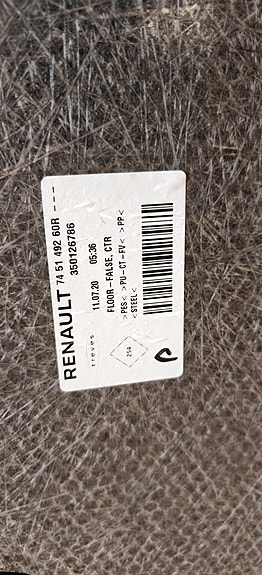 RENAULT 74 51 492 60R ---
350126786
treves 11.07.20 05:36
FLOOR-FALSE, CTR
254 >PES< >PU-CT-FV< >PP<
>STEEL<
P